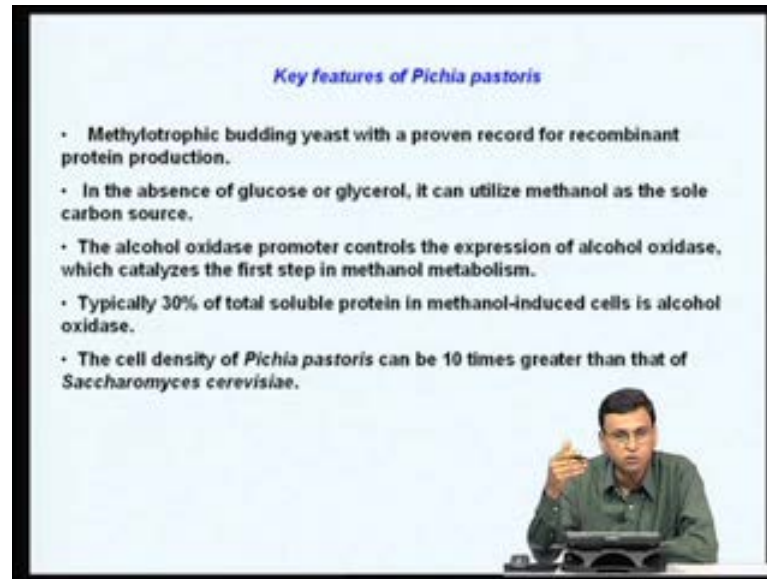 Key features of Pichia pastoris
• Methylotrophic budding yeast with a proven record for recombinant
protein production.
• In the absence of glucose or glycerol, it can utilize methanol as the sole
carbon source.
• The alcohol oxidase promoter controls the expression of alcohol oxidase,
which catalyzes the first step in methanol metabolism.
• Typically 30% of total soluble protein in methanol-induced cells is alcohol
oxidase.
• The cell density of Pichia pastoris can be 10 times greater than that of
Saccharomyces cerevisiae.